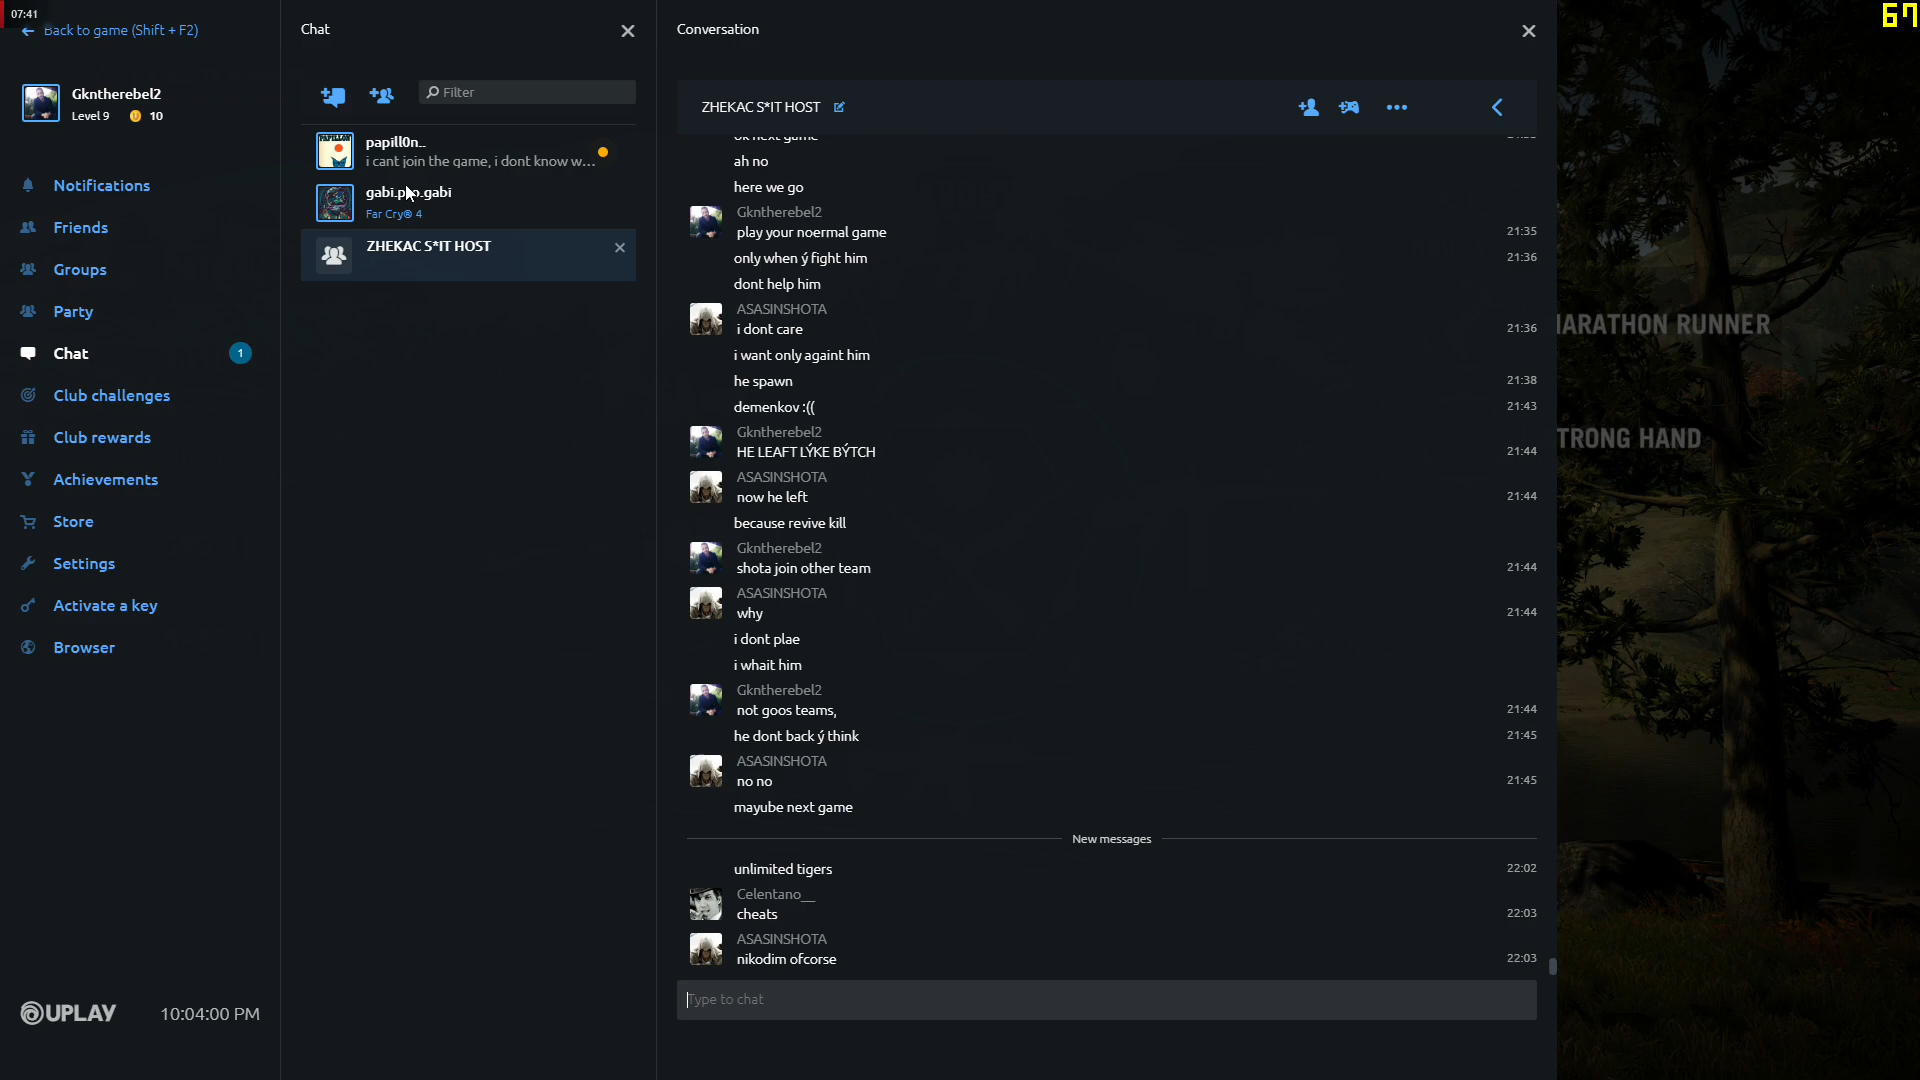 07:41
Back to game (Shift + F2)
67
Gkntherebel2
Level 9 10
Notifications
Friends
Groups
Party
Chat 1
Club challenges
Club rewards
Achievements
Store
Settings
Activate a key
Browser
UPLAY 10:04:00 PM
Chat
Filter
papill0n_
i cant join the game, i dont know w...
Far Cry® 4
ZHEKAC S*IT HOST
Conversation
ZHEKAC S*IT HOST
ok next game
ah no
here we go
Gkntherebel2
play your noermal game 21:35
only when ý fight him 21:36
dont help him
ASASINSHOTA
i dont care 21:36
i want only againt him
he spawn 21:38
demenkov :(( 21:43
Gkntherebel2
HE LEAFT LÝKE BÝTCH 21:44
ASASINSHOTA
now he left 21:44
because revive kill
Gkntherebel2
shota join other team 21:44
ASASINSHOTA
why 21:44
i dont plae
i whait him
Gkntherebel2
not goos teams, 21:44
he dont back ý think 21:45
ASASINSHOTA
no no 21:45
mayube next game
New messages
unlimited tigers 22:02
Celentano__
cheats 22:03
ASASINSHOTA
nikodim ofcorse 22:03
Type to chat
MARATHON RUNNER
STRONG HAND